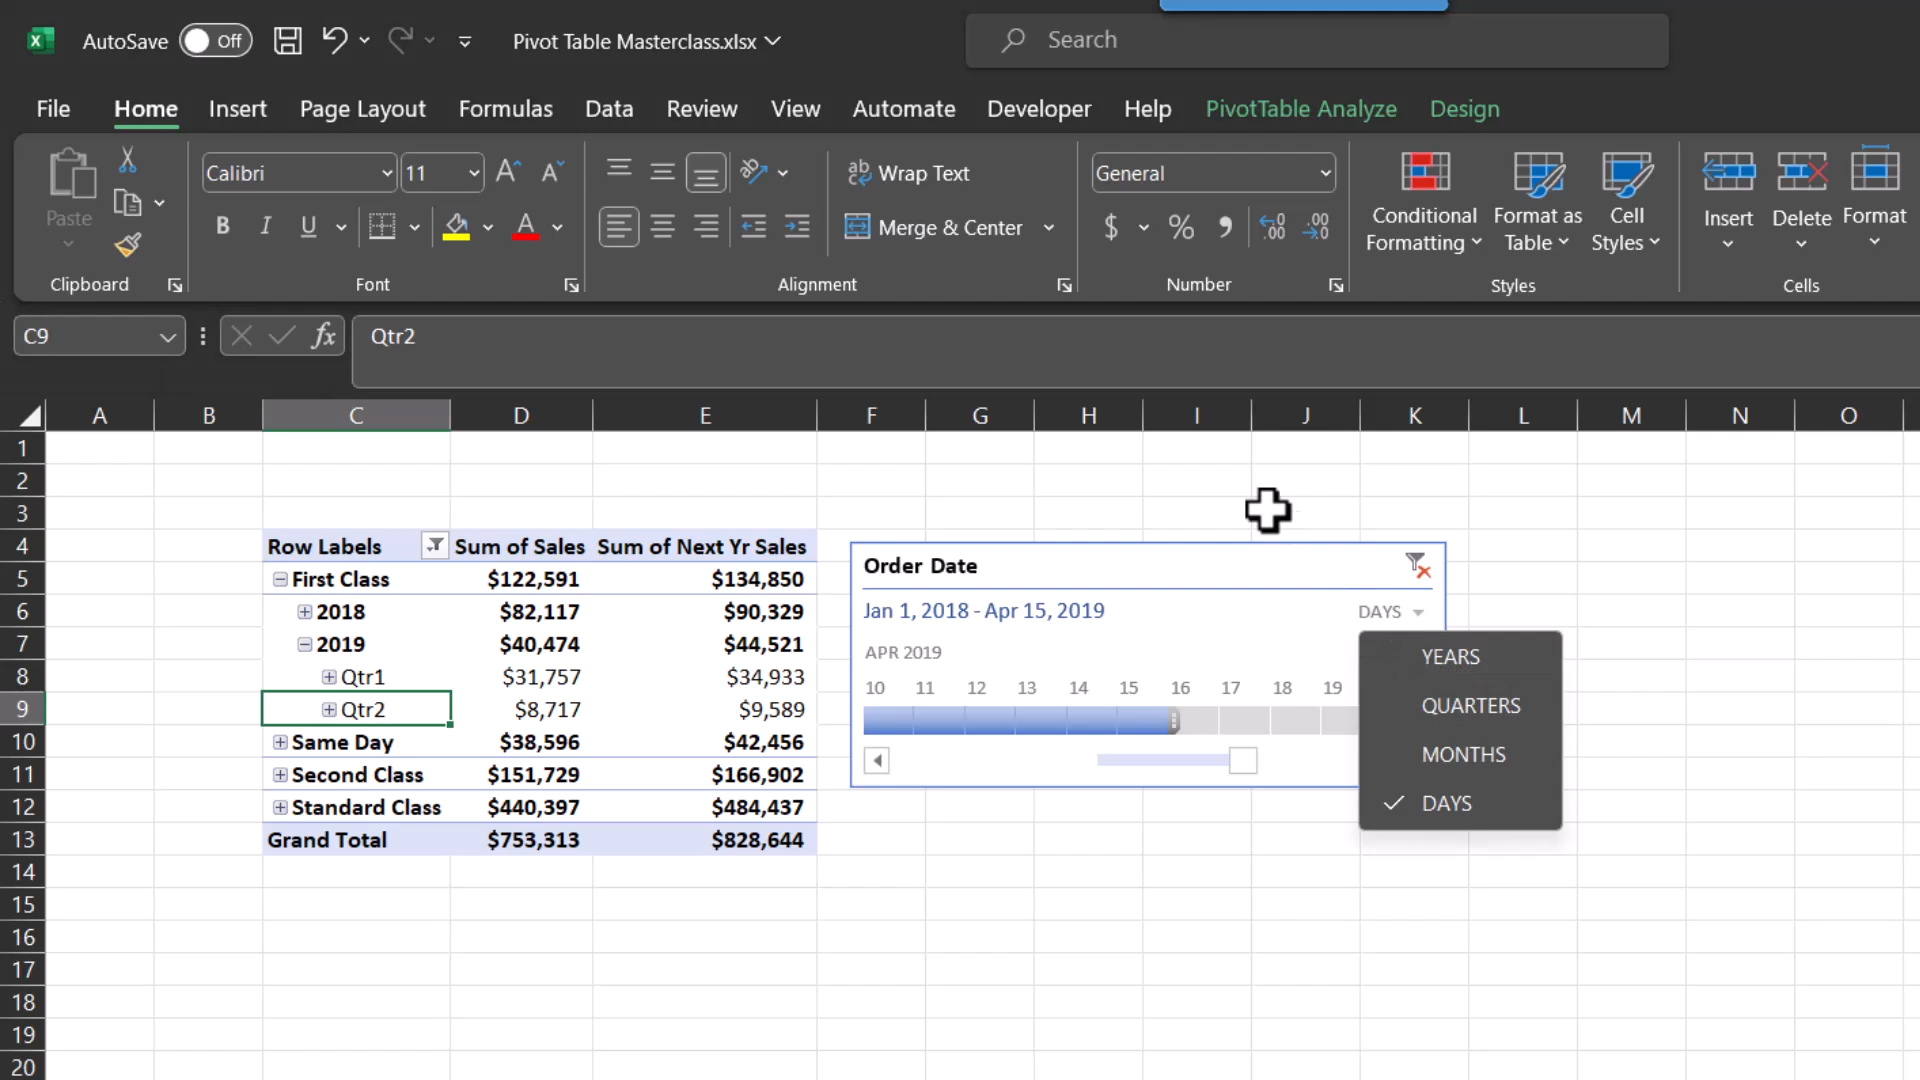 AutoSave Off Pivot Table Masterclass.xlsx Search
File Home Insert Page Layout Formulas Data Review View Automate Developer Help PivotTable Analyze Design
Paste Calibri 11 Wrap Text General Conditional Formatting Format as Table Cell Styles Insert Delete Format
B I U A Merge & Center $ % , .00
Clipboard Font Alignment Number Styles Cells
C9 fx Qtr2
A B C D E F G H I J K L M N O
1
2
3
4 Row Labels Sum of Sales Sum of Next Yr Sales
5 First Class $122,591 $134,850
6 2018 $82,117 $90,329
7 2019 $40,474 $44,521
8 Qtr1 $31,757 $34,933
9 Qtr2 $8,717 $9,589
10 Same Day $38,596 $42,456
11 Second Class $151,729 $166,902
12 Standard Class $440,397 $484,437
13 Grand Total $753,313 $828,644
14
15
16
17
18
19
20
Order Date
Jan 1, 2018 - Apr 15, 2019 DAYS
APR 2019
10 11 12 13 14 15 16 17 18 19
YEARS
QUARTERS
MONTHS
DAYS